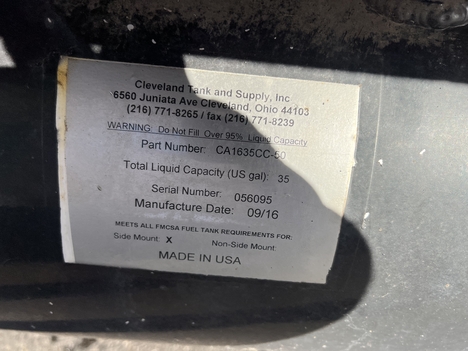 Cleveland Tank and Supply, Inc
6560 Juniata Ave Cleveland, Ohio 44103
(216) 771-8265 / fax (216) 771-8239
WARNING: Do Not Fill Over 95% Liquid Capacity
Part Number: CA1635CC-50
Total Liquid Capacity (US gal): 35
Serial Number: 056095
Manufacture Date: 09/16
MEETS ALL FMCSA FUEL TANK REQUIREMENTS FOR:
Side Mount: X Non-Side Mount:
MADE IN USA